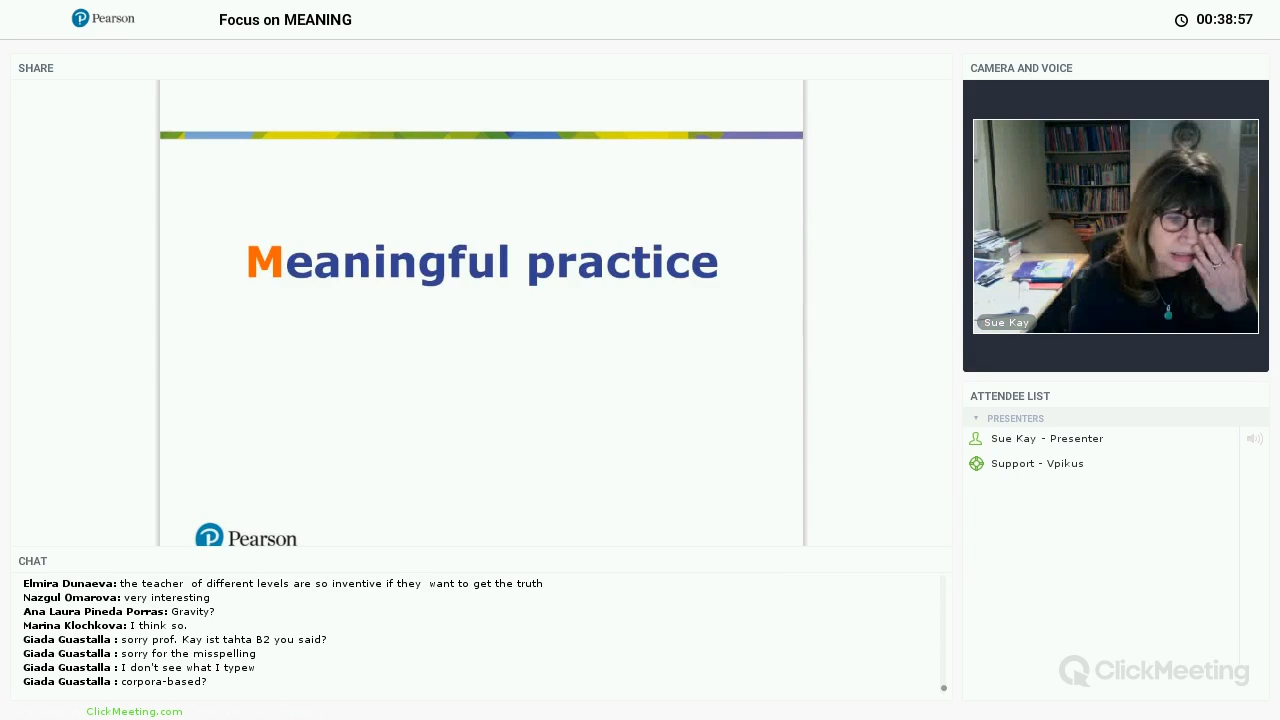 Pearson
Focus on MEANING
00:38:57
SHARE
CAMERA AND VOICE
Meaningful practice
Sue Kay
Pearson
ATTENDEE LIST
PRESENTERS
Sue Kay - Presenter
Support - Vpikus
CHAT
Elmira Dunaeva: the teacher of different levels are so inventive if they want to get the truth
Nazgul Omarova: very interesting
Ana Laura Pineda Porras: Gravity?
Marina Klochkova: I think so.
Giada Guastalla : sorry prof. Kay ist tahta B2 you said?
Giada Guastalla : sorry for the misspelling
Giada Guastalla : I don't see what I typew
Giada Guastalla : corpora-based?
ClickMeeting
ClickMeeting.com